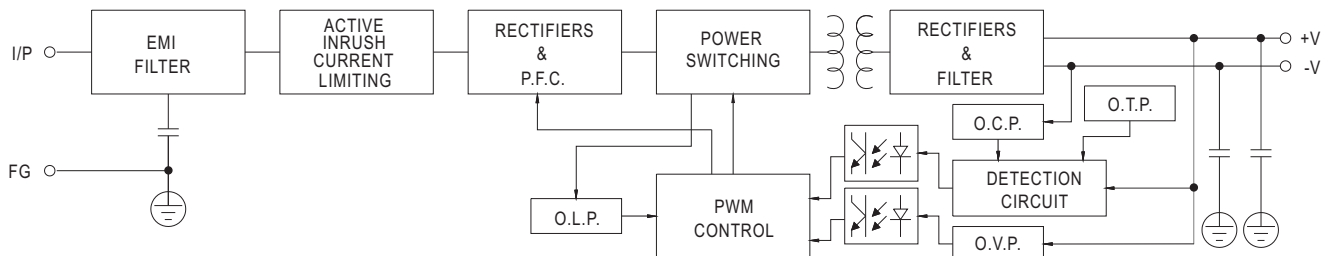 I/P
EMI
FILTER
ACTIVE
INRUSH
CURRENT
LIMITING
RECTIFIERS
&
P.F.C.
POWER
SWITCHING
RECTIFIERS
&
FILTER
+V
-V
O.C.P.
O.T.P.
FG
DETECTION
CIRCUIT
O.L.P.
PWM
CONTROL
O.V.P.